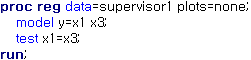 proc reg data=supervisor1 plots=none;
model y=x1 x3;
test x1=x3;
run;